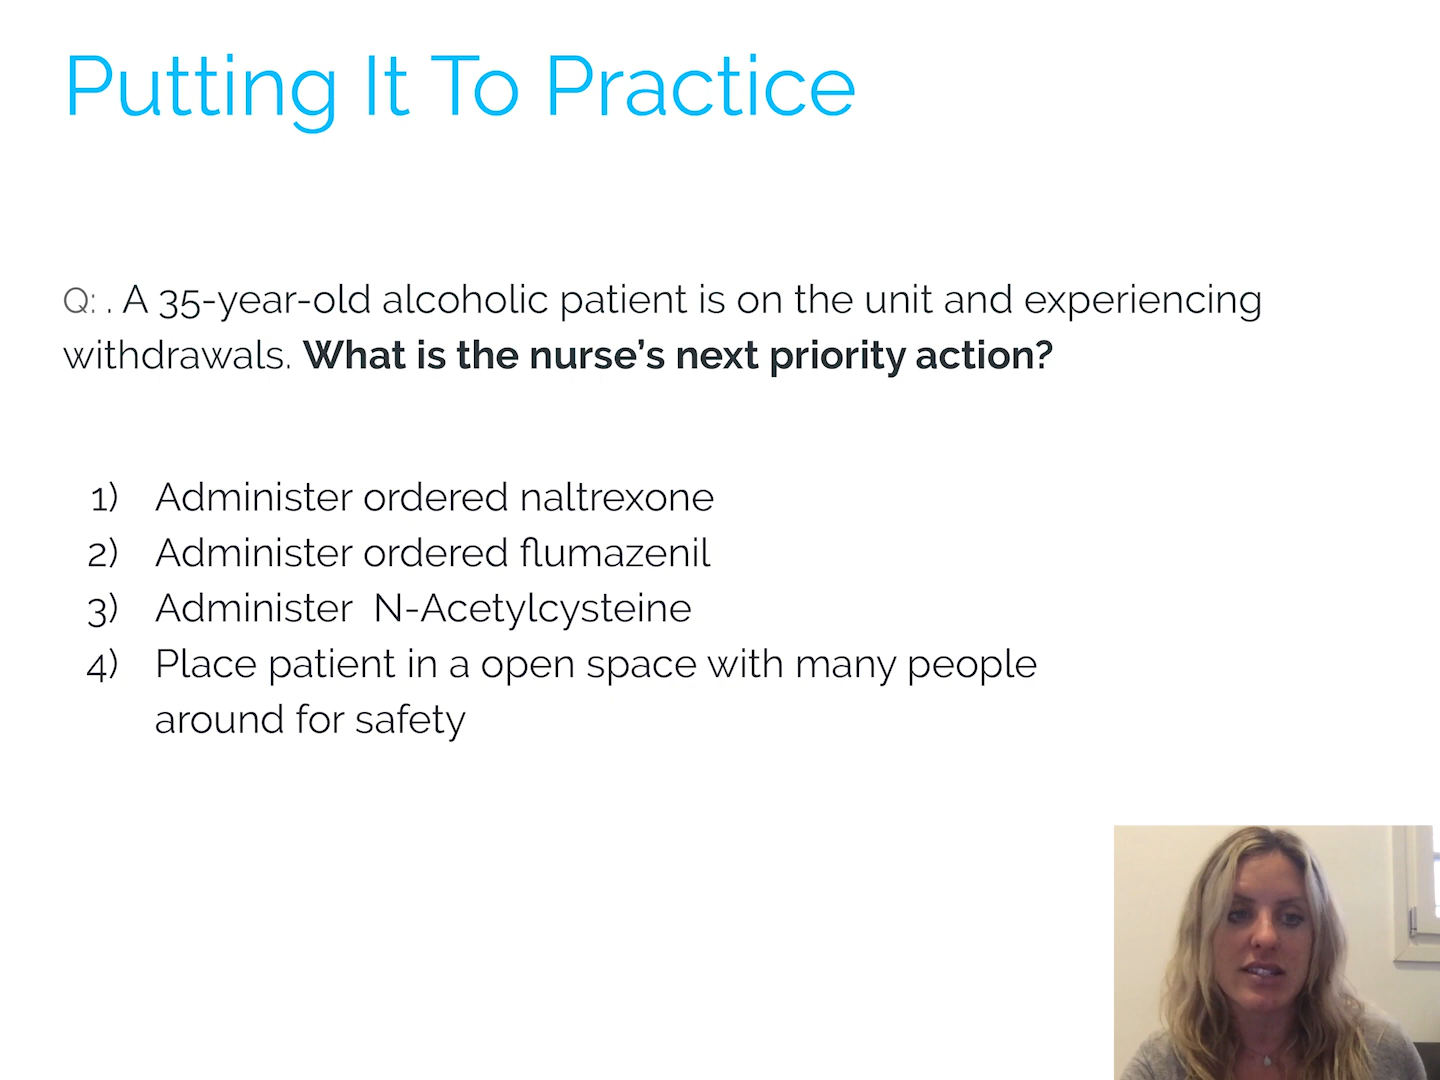 Putting It To Practice
Q: . A 35-year-old alcoholic patient is on the unit and experiencing
withdrawals. What is the nurse’s next priority action?
1) Administer ordered naltrexone
2) Administer ordered flumazenil
3) Administer  N-Acetylcysteine
4) Place patient in a open space with many people
around for safety